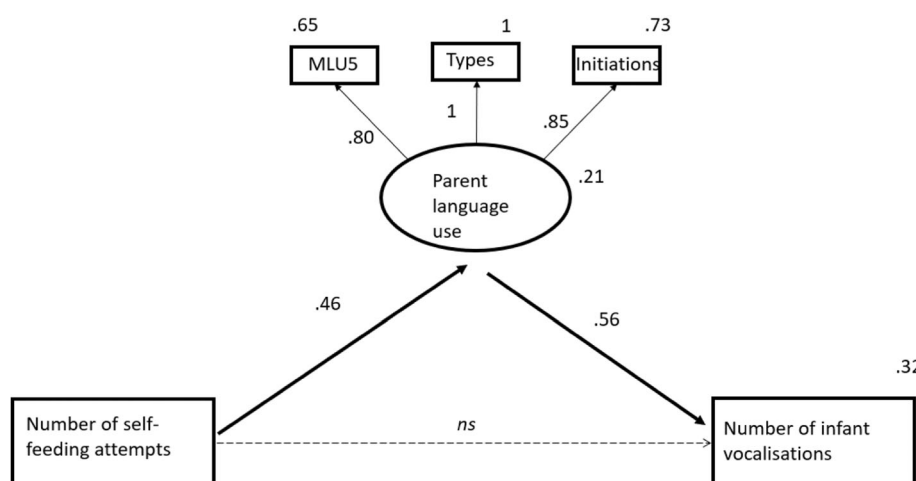 .65
1
.73
MLU5
Types
Initiations
.80
1
.85
Parent
language
use
.21
.46
.56
.32
Number of self-
feeding attempts
ns
Number of infant
vocalisations